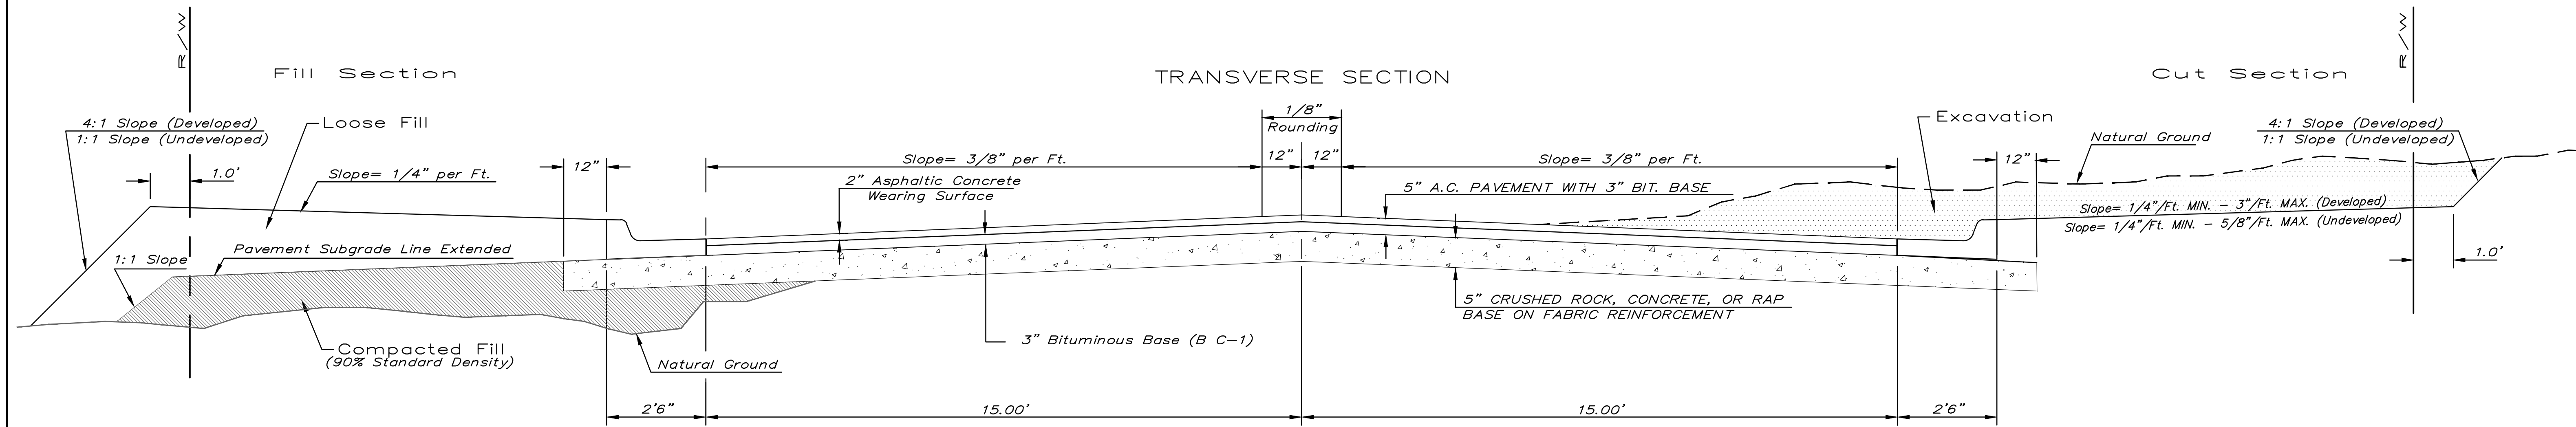 R/W
Fill Section
TRANSVERSE SECTION
Cut Section
R/W
4:1 Slope (Developed)
1:1 Slope (Undeveloped)
Loose Fill
1/8"
Rounding
Excavation
4:1 Slope (Developed)
1:1 Slope (Undeveloped)
Natural Ground
1.0'
Slope= 1/4" per Ft.
12"
Slope= 3/8" per Ft.
12"
12"
Slope= 3/8" per Ft.
12"
2" Asphaltic Concrete
Wearing Surface
5" A.C. PAVEMENT WITH 3" BIT. BASE
Slope= 1/4"/Ft. MIN. - 3"/Ft. MAX. (Developed)
Slope= 1/4"/Ft. MIN. - 5/8"/Ft. MAX. (Undeveloped)
Pavement Subgrade Line Extended
1:1 Slope
1.0'
5" CRUSHED ROCK, CONCRETE, OR RAP
BASE ON FABRIC REINFORCEMENT
3" Bituminous Base (B C-1)
Compacted Fill
(90% Standard Density)
Natural Ground
2'6"
15.00'
15.00'
2'6"